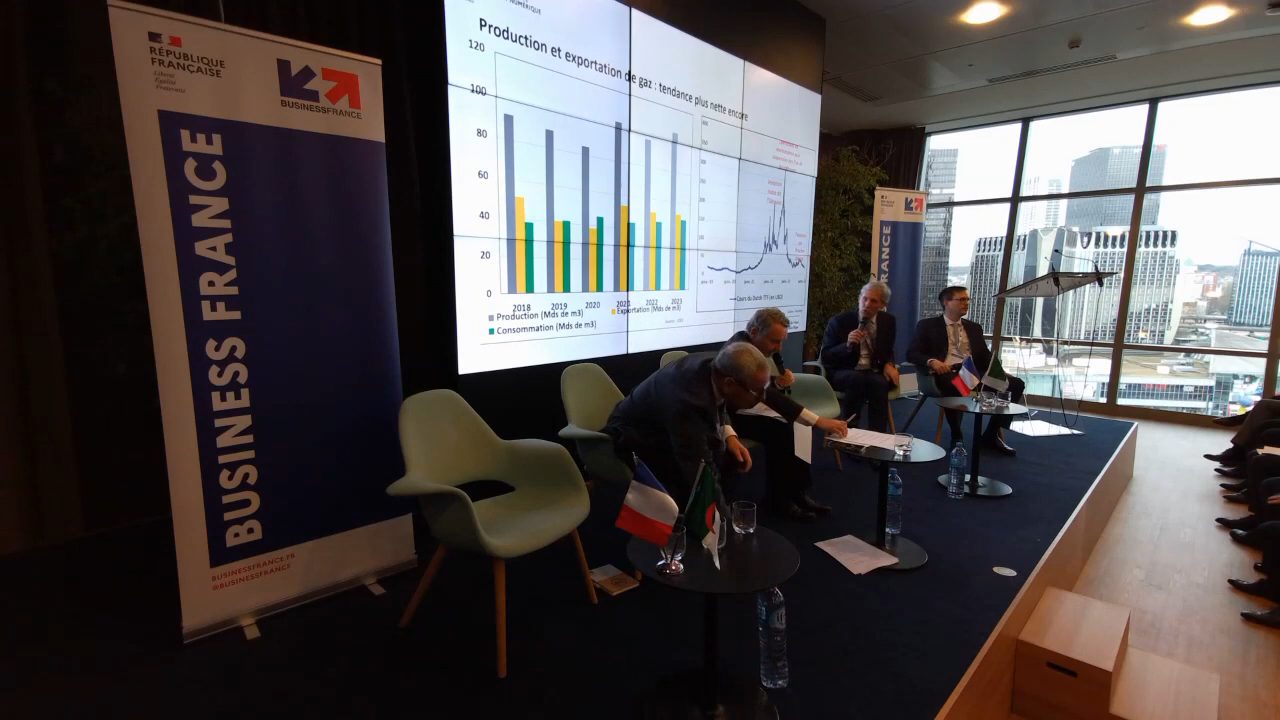 RÉPUBLIQUE
FRANÇAISE
Liberté
Égalité
Fraternité
BUSINESSFRANCE
BUSINESS FRANCE
BUSINESSFRANCE.FR
@BUSINESSFRANCE
NUMÉRIQUE
Production et exportation de gaz : tendance plus nette encore
120
100
80
60
40
20
0
2018 2019 2020 2021 2022 2023
Production (Mds de m3) Exportation (Mds de m3)
Consommation (Mds de m3)